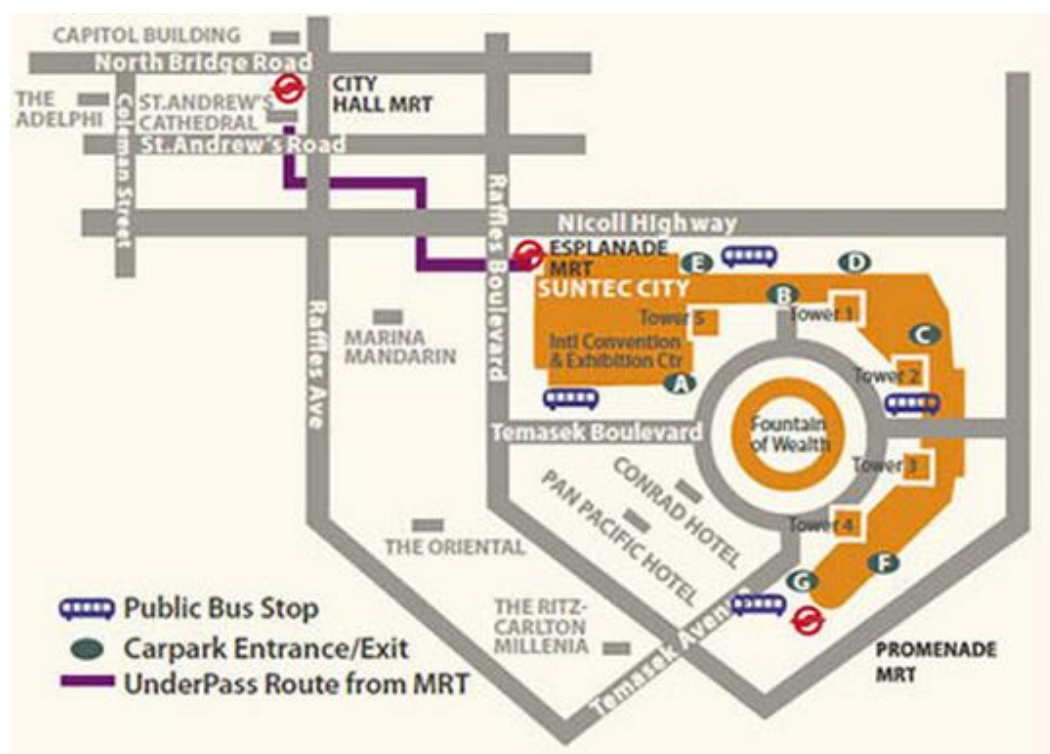 CAPITOL BUILDING
North Bridge Road
THE
ADELPHI
Coleman Street
ST.ANDREW'S
CATHEDRAL
CITY
HALL MRT
St.Andrew's Road
Raffles Boulevard
Nicoll Highway
ESPLANADE
MRT
E
D
SUNTEC CITY
B
Tower 1
Tower 5
C
Raffles Ave
MARINA
MANDARIN
Intl Convention
& Exhibition Ctr
A
Tower 2
Temasek Boulevard
Fountain
of Wealth
Tower 3
CONRAD HOTEL
PAN PACIFIC HOTEL
Tower 4
THE ORIENTAL
F
G
Public Bus Stop
THE RITZ-
CARLTON
MILLENIA
Temasek Avenue
Carpark Entrance/Exit
PROMENADE
MRT
UnderPass Route from MRT